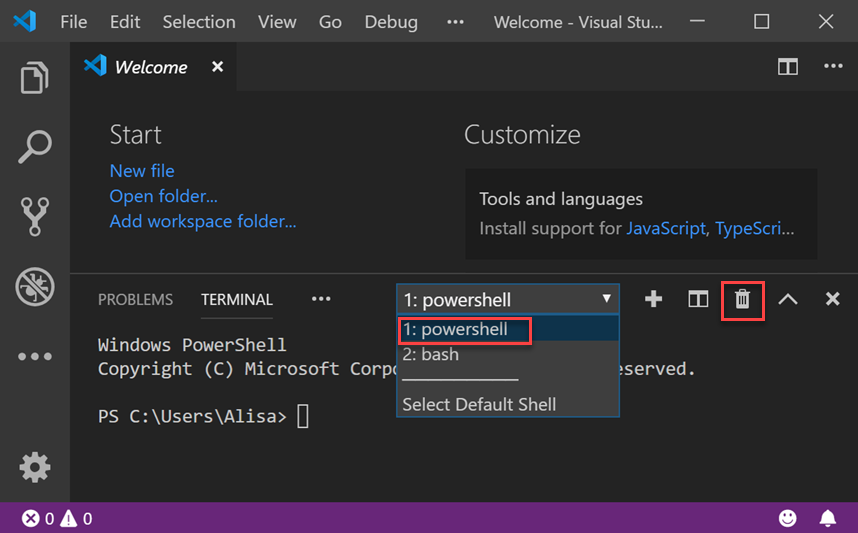 File Edit Selection View Go Debug ··· Welcome - Visual Stu...
Welcome
Start
New file
Open folder...
Add workspace folder...
Customize
Tools and languages
Install support for JavaScript, TypeScri...
PROBLEMS TERMINAL ···
1: powershell
1: powershell
2: bash
Select Default Shell
Windows PowerShell
Copyright (C) Microsoft Corpo
eserved.
PS C:\Users\Alisa>
0 0